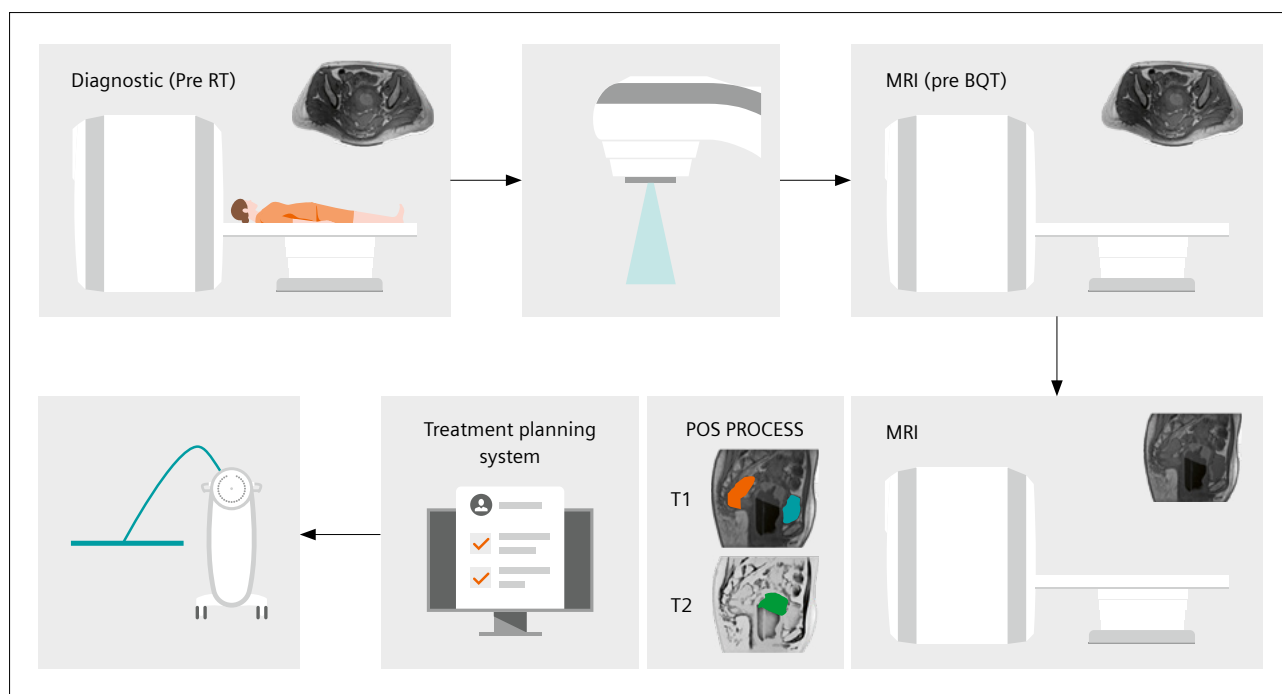 Diagnostic (Pre RT)
MRI (pre BQT)
Treatment planning
system
POS PROCESS
T1
T2
MRI